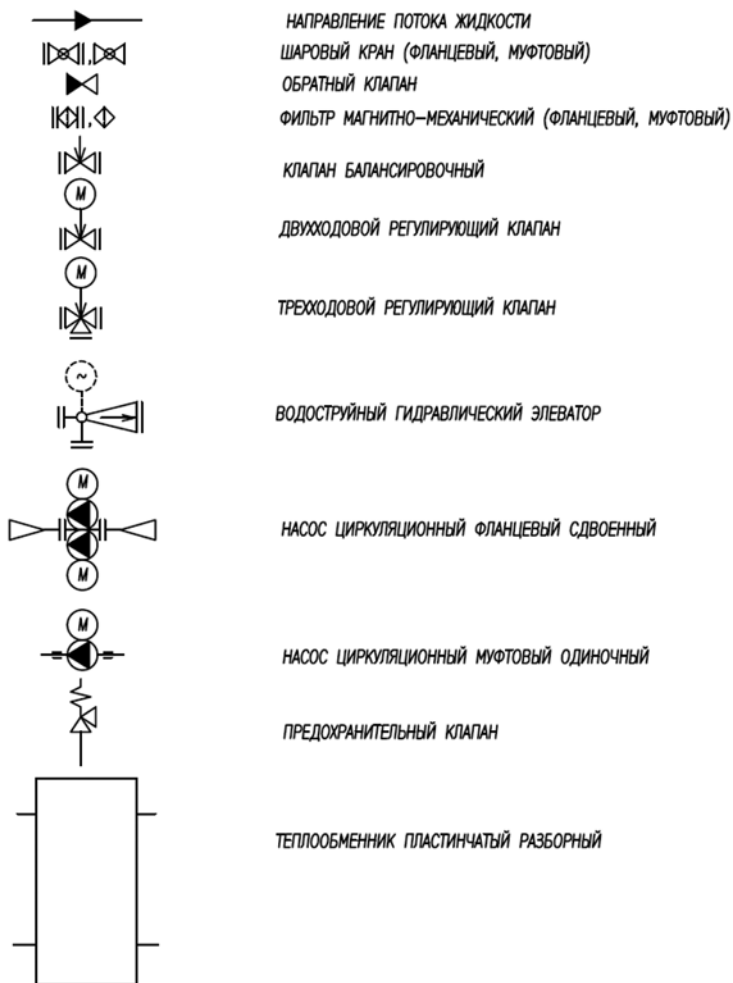 НАПРАВЛЕНИЕ ПОТОКА ЖИДКОСТИ
ШАРОВЫЙ КРАН (ФЛАНЦЕВЫЙ, МУФТОВЫЙ)
ОБРАТНЫЙ КЛАПАН
ФИЛЬТР МАГНИТНО-МЕХАНИЧЕСКИЙ (ФЛАНЦЕВЫЙ, МУФТОВЫЙ)
КЛАПАН БАЛАНСИРОВОЧНЫЙ
М
ДВУХХОДОВОЙ РЕГУЛИРУЮЩИЙ КЛАПАН
М
ТРЕХХОДОВОЙ РЕГУЛИРУЮЩИЙ КЛАПАН
~
ВОДОСТРУЙНЫЙ ГИДРАВЛИЧЕСКИЙ ЭЛЕВАТОР
М
НАСОС ЦИРКУЛЯЦИОННЫЙ ФЛАНЦЕВЫЙ СДВОЕННЫЙ
М
М
НАСОС ЦИРКУЛЯЦИОННЫЙ МУФТОВЫЙ ОДИНОЧНЫЙ
ПРЕДОХРАНИТЕЛЬНЫЙ КЛАПАН
ТЕПЛООБМЕННИК ПЛАСТИНЧАТЫЙ РАЗБОРНЫЙ